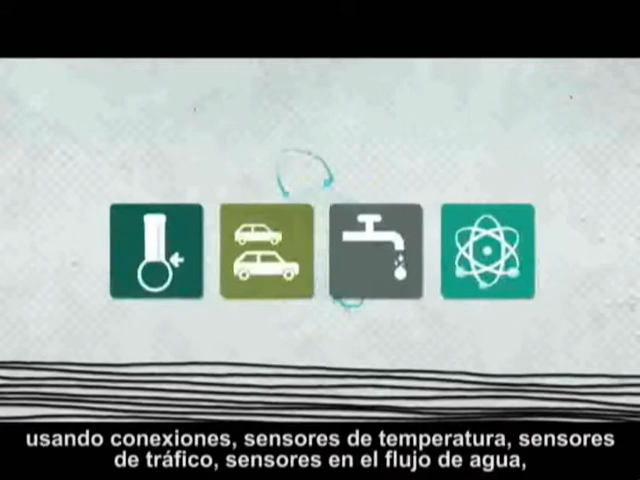 usando conexiones, sensores de temperatura, sensores
de tráfico, sensores en el flujo de agua,